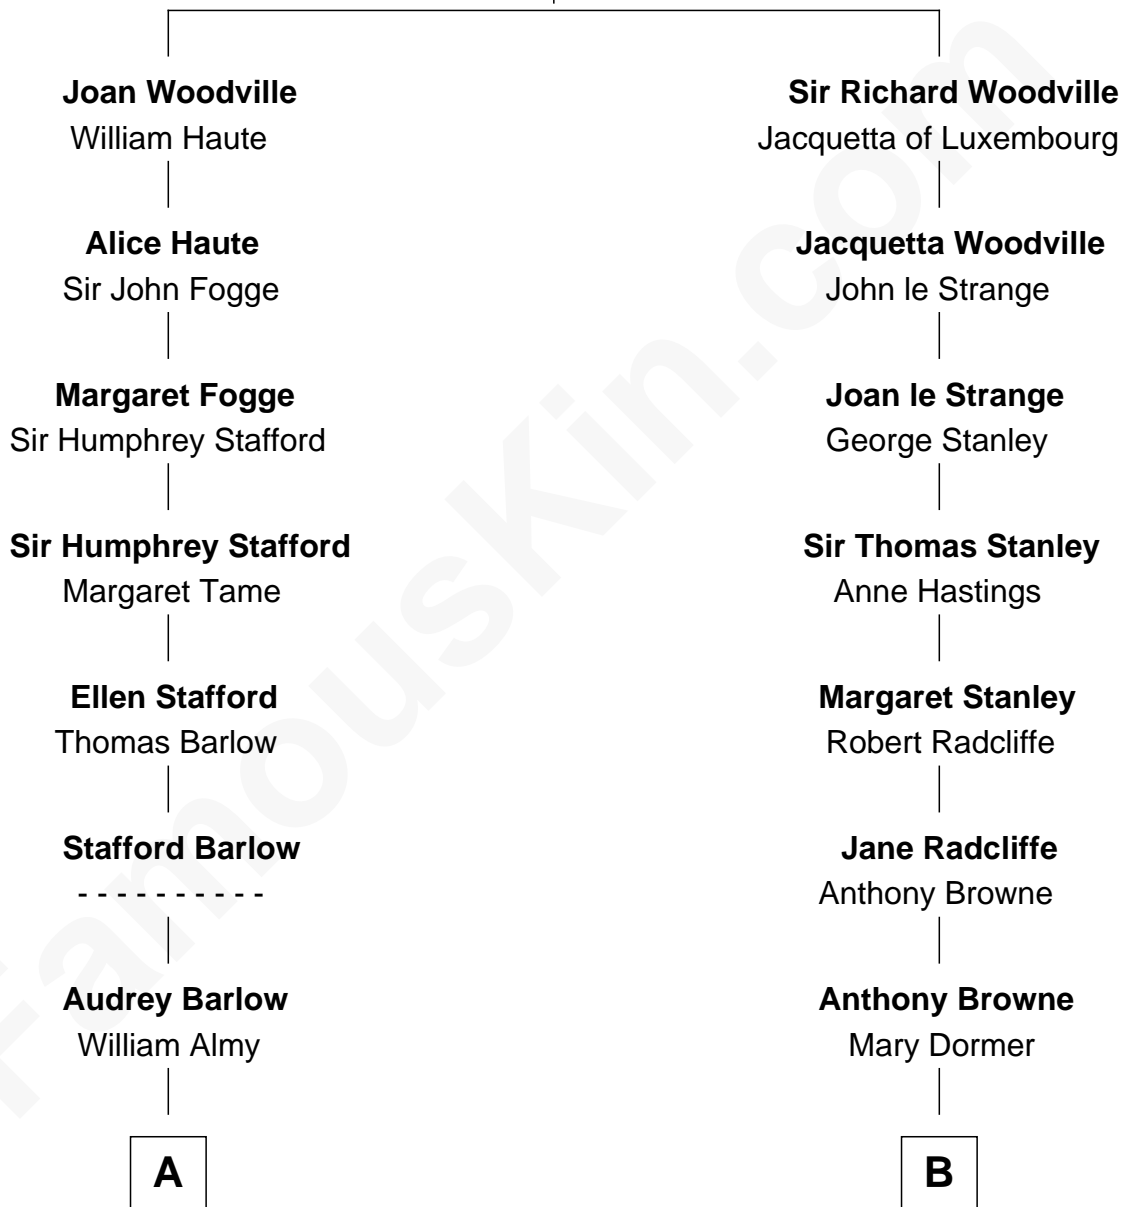 Joan Woodville
William Haute
Sir Richard Woodville
Jacquetta of Luxembourg
Alice Haute
Sir John Fogge
Jacquetta Woodville
John le Strange
Margaret Fogge
Sir Humphrey Stafford
Joan le Strange
George Stanley
Sir Humphrey Stafford
Margaret Tame
Sir Thomas Stanley
Anne Hastings
Ellen Stafford
Thomas Barlow
Margaret Stanley
Robert Radcliffe
Stafford Barlow
- - - - - - - - - -
Jane Radcliffe
Anthony Browne
Audrey Barlow
William Almy
Anthony Browne
Mary Dormer
A
B
FamousKin.com